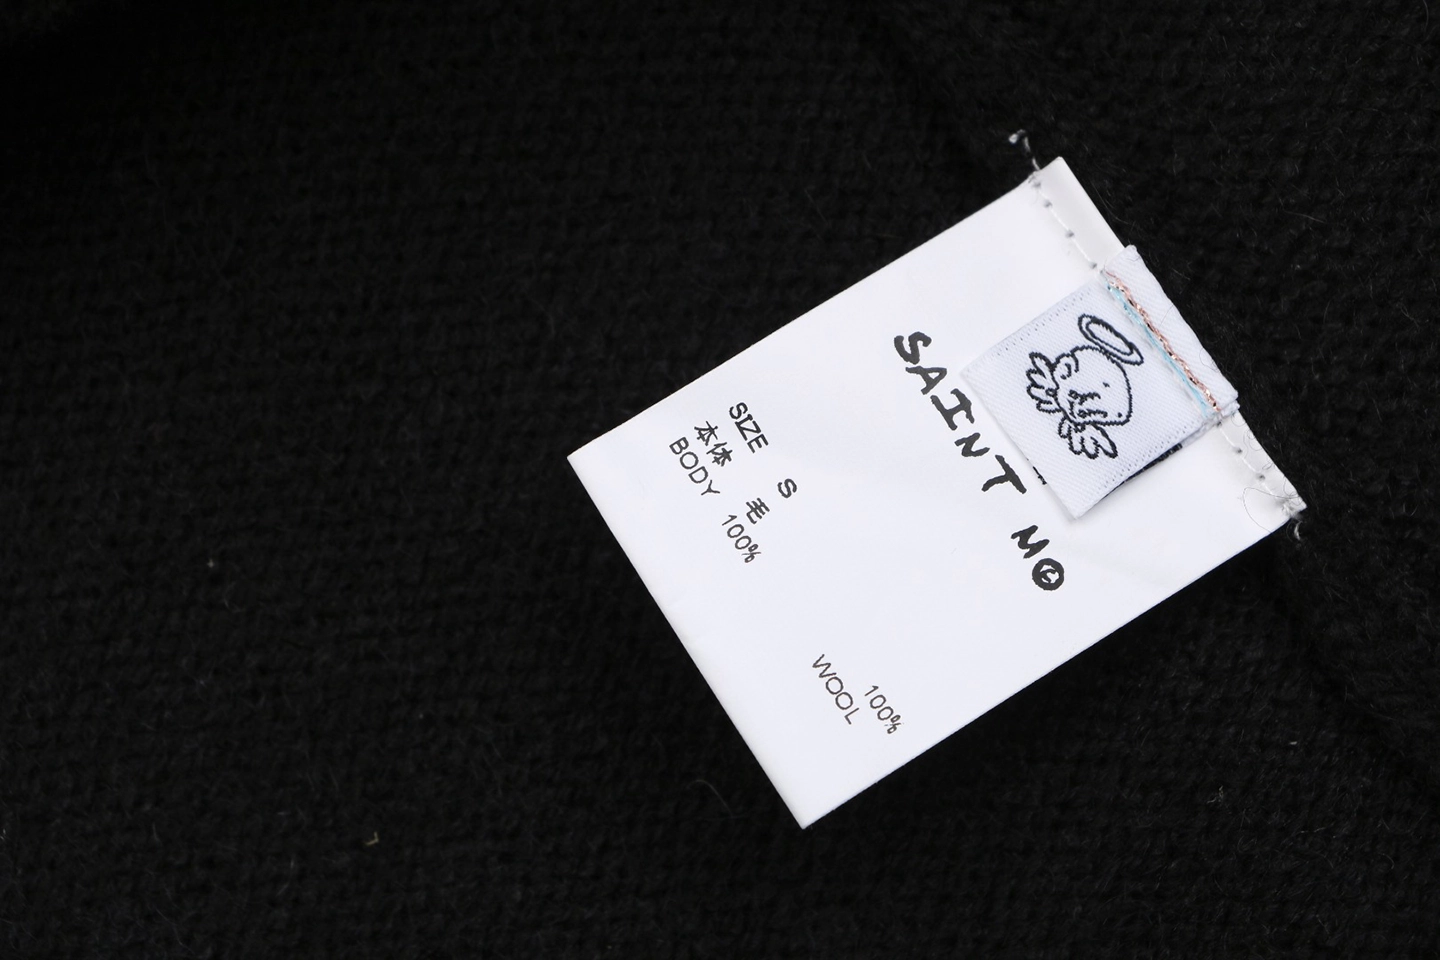 SAINT M
SIZE S
本体 毛 100%
BODY WOOL 100%